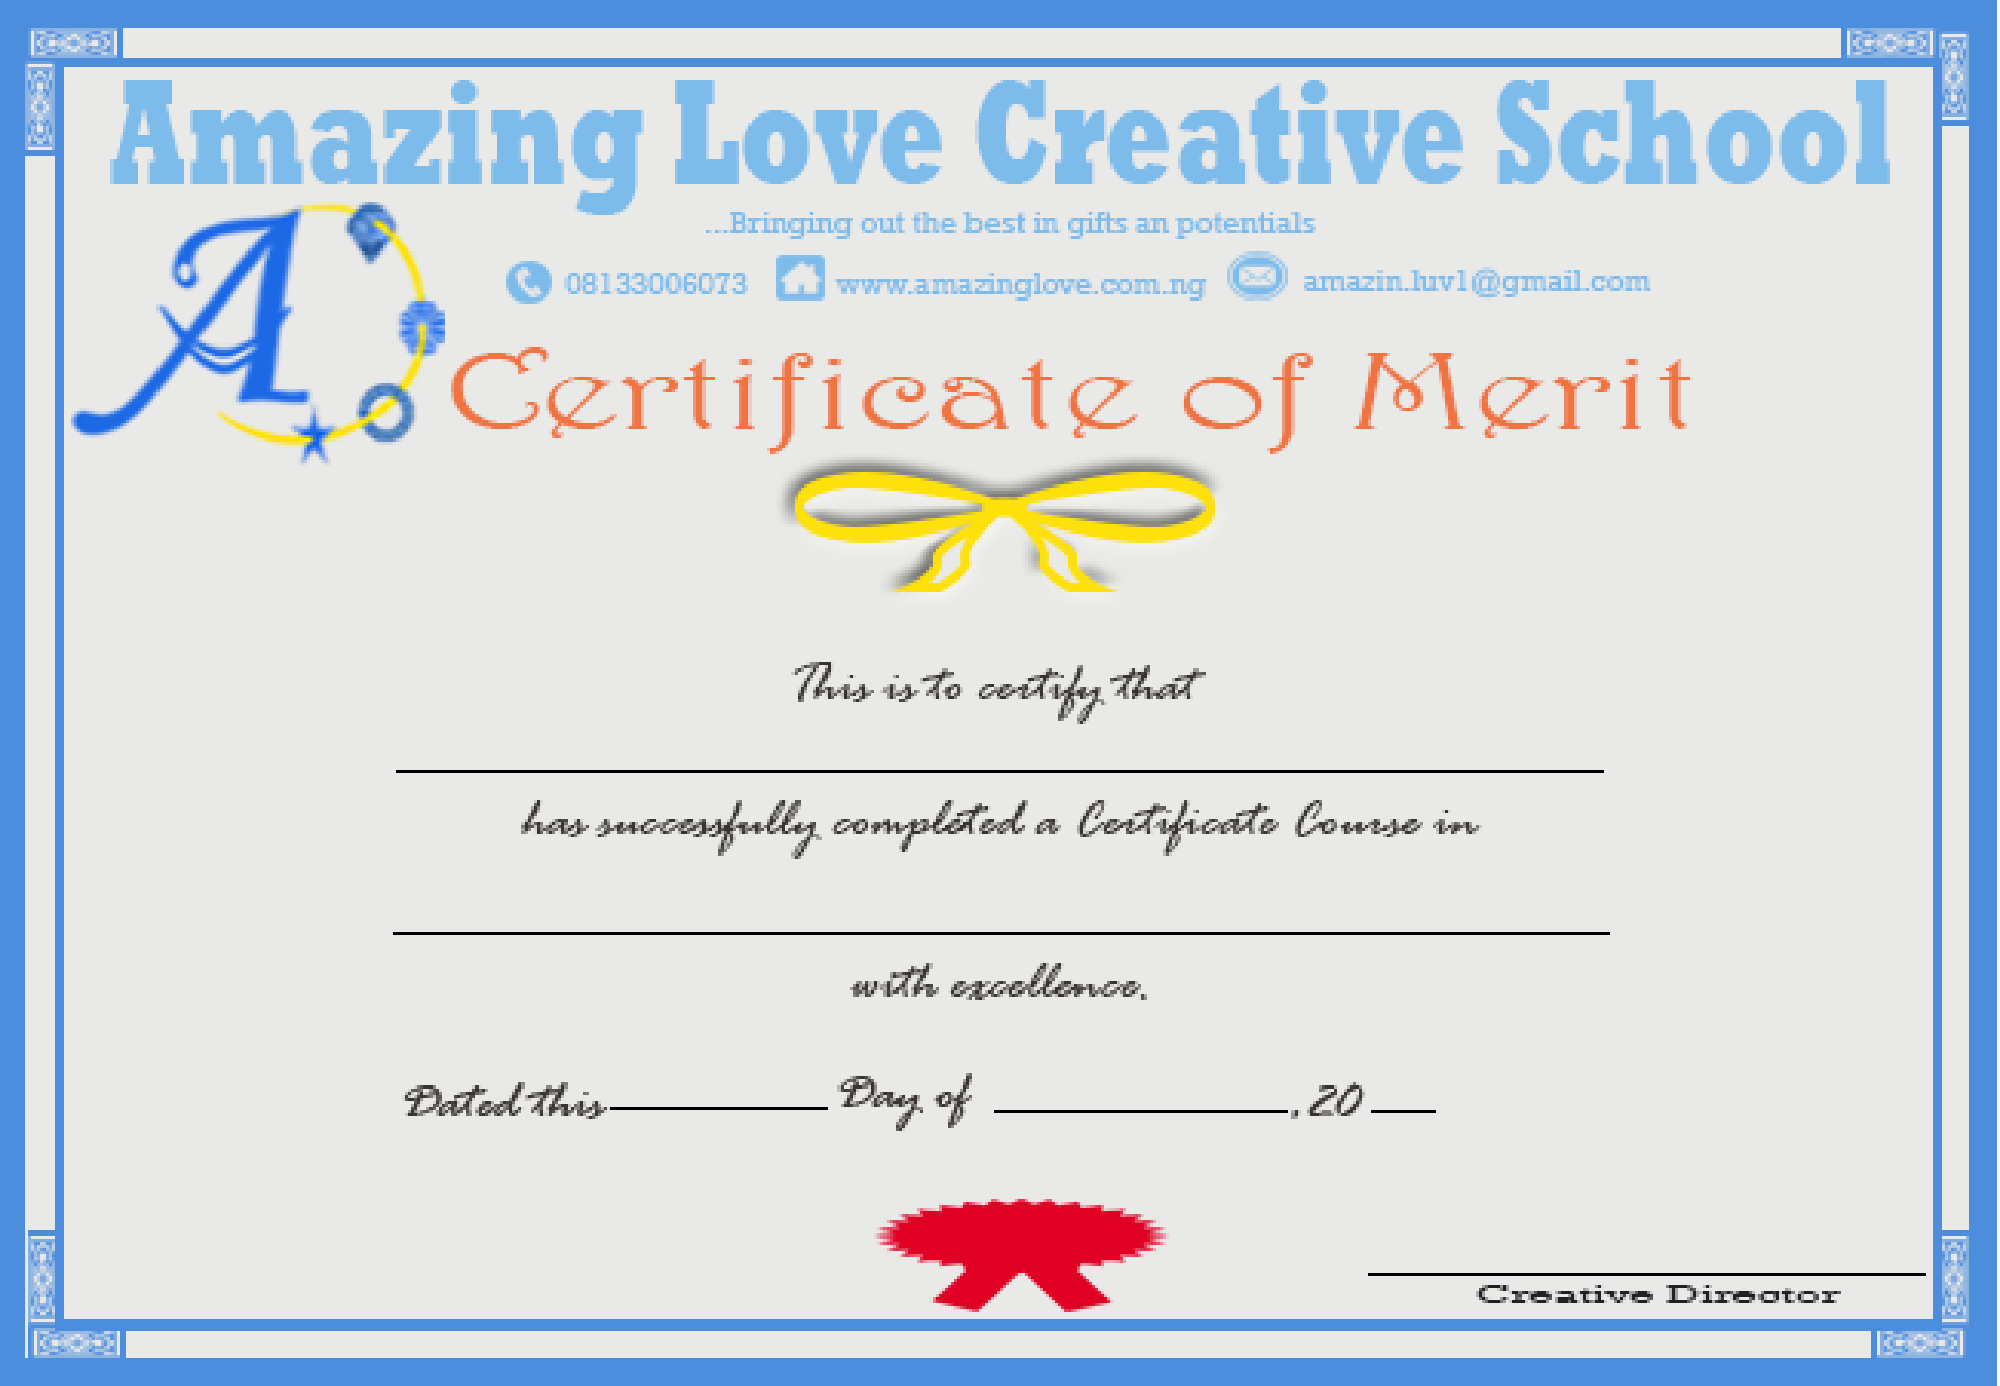 Amazing Love Creative School
...Bringing out the best in gifts an potentials
08133006073 www.amazinglove.com.ng amazin.luv1@gmail.com
A
Certificate of Merit
This is to certify that
has successfully completed a Certificate Course in
with excellence.
Dated this Day of , 20
Creative Director